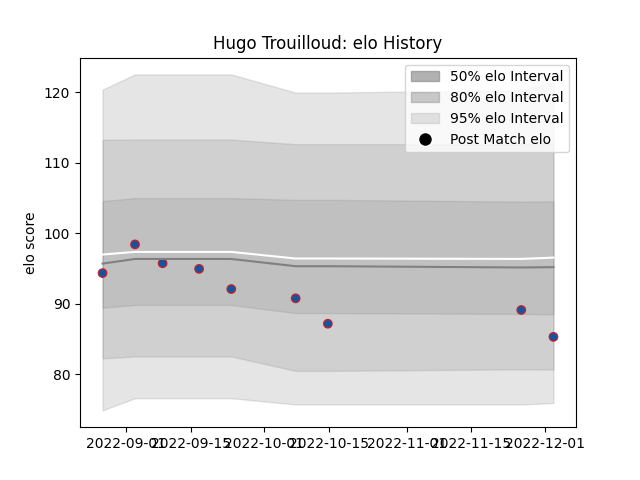 Hugo Trouilloud: elo History
50% elo Interval
80% elo Interval
95% elo Interval
Post Match elo
elo score
120
110
100
90
80
2022-09-01 2022-09-15 2022-10-01 2022-10-15 2022-11-01 2022-11-15 2022-12-01